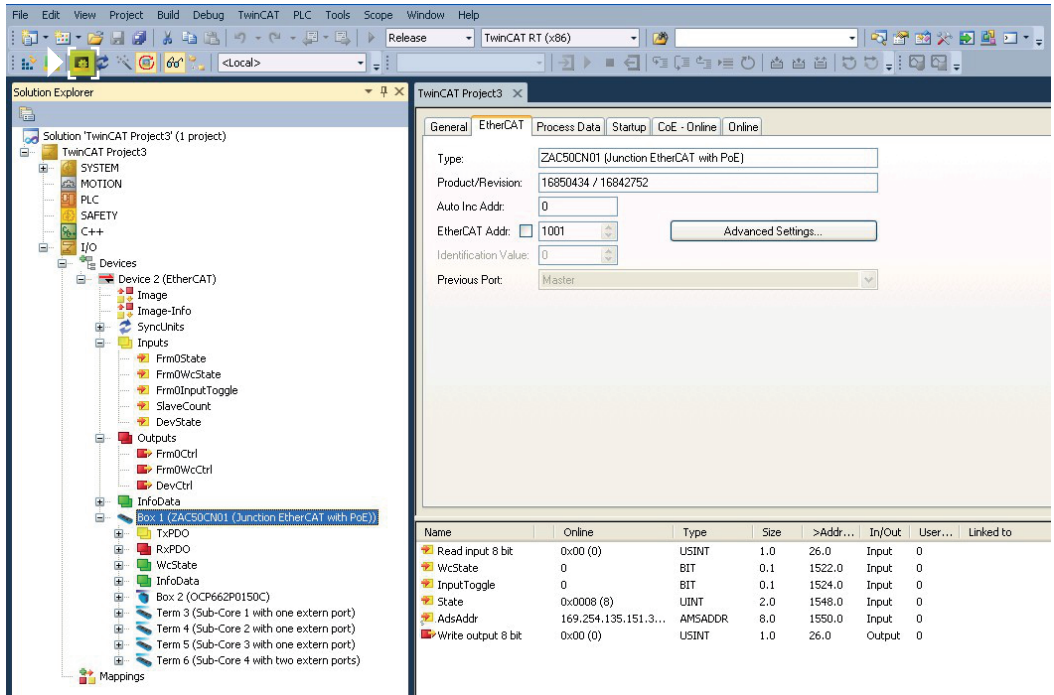 File Edit View Project Build Debug TwinCAT PLC Tools Scope Window Help
Release TwinCAT RT (x86)
<Local>
Solution Explorer
TwinCAT Project3
Solution 'TwinCAT Project3' (1 project)
TwinCAT Project3
SYSTEM
MOTION
PLC
SAFETY
C++
I/O
Devices
Device 2 (EtherCAT)
Image
Image-Info
SyncUnits
Inputs
Frm0State
Frm0WcState
Frm0InputToggle
SlaveCount
DevState
Outputs
Frm0Ctrl
Frm0WcCtrl
DevCtrl
InfoData
Box 1 (ZAC50CN01 (Junction EtherCAT with PoE))
TxPDO
RxPDO
WcState
InfoData
Box 2 (OCP662P0150C)
Term 3 (Sub-Core 1 with one extern port)
Term 4 (Sub-Core 2 with one extern port)
Term 5 (Sub-Core 3 with one extern port)
Term 6 (Sub-Core 4 with two extern ports)
Mappings
General EtherCAT Process Data Startup CoE - Online Online
Type: ZAC50CN01 (Junction EtherCAT with PoE)
Product/Revision: 16850434 / 16842752
Auto Inc Addr: 0
EtherCAT Addr: 1001 Advanced Settings...
Identification Value: 0
Previous Port: Master
Name Online Type Size >Addr... In/Out User... Linked to
Read input 8 bit 0x00 (0) USINT 1.0 26.0 Input 0
WcState 0 BIT 0.1 1522.0 Input 0
InputToggle 0 BIT 0.1 1524.0 Input 0
State 0x0008 (8) UINT 2.0 1548.0 Input 0
AdsAddr 169.254.135.151.3... AMSADDR 8.0 1550.0 Input 0
Write output 8 bit 0x00 (0) USINT 1.0 26.0 Output 0